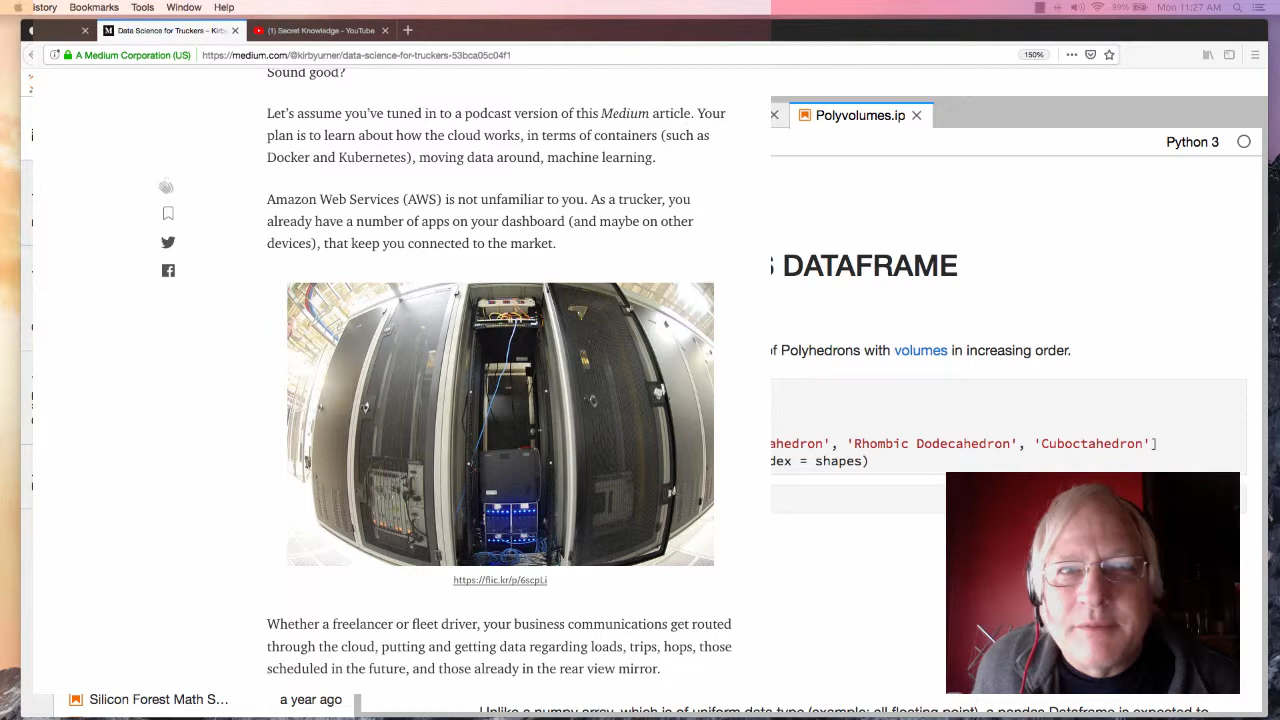 istory Bookmarks Tools Window Help
99% Mon 11:27 AM
Data Science for Truckers – Kirby
(1) Secret Knowledge - YouTube
A Medium Corporation (US) https://medium.com/@kirbyurner/data-science-for-truckers-53bca05c04f1 150%
Sound good?
Let’s assume you’ve tuned in to a podcast version of this Medium article. Your
plan is to learn about how the cloud works, in terms of containers (such as
Docker and Kubernetes), moving data around, machine learning.
Amazon Web Services (AWS) is not unfamiliar to you. As a trucker, you
already have a number of apps on your dashboard (and maybe on other
devices), that keep you connected to the market.
https://flic.kr/p/6scpLi
Whether a freelancer or fleet driver, your business communications get routed
through the cloud, putting and getting data regarding loads, trips, hops, those
scheduled in the future, and those already in the rear view mirror.
Polyvolumes.ip
Python 3
S DATAFRAME
of Polyhedrons with volumes in increasing order.
ahedron', 'Rhombic Dodecahedron', 'Cuboctahedron']
dex = shapes)
Silicon Forest Math S... a year ago
Unlike a numpy array, which is of uniform data type (example: all floating point), a pandas Dataframe is expected to